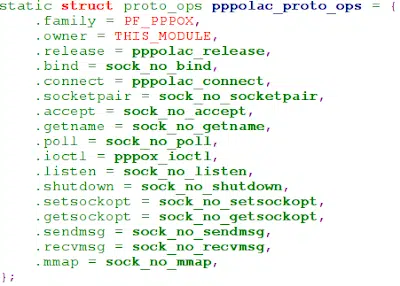 static struct proto_ops pppolac_proto_ops = {
.family = PF_PPPOX,
.owner = THIS_MODULE,
.release = pppolac_release,
.bind = sock_no_bind,
.connect = pppolac_connect,
.socketpair = sock_no_socketpair,
.accept = sock_no_accept,
.getname = sock_no_getname,
.poll = sock_no_poll,
.ioctl = pppox_ioctl,
.listen = sock_no_listen,
.shutdown = sock_no_shutdown,
.setsockopt = sock_no_setsockopt,
.getsockopt = sock_no_getsockopt,
.sendmsg = sock_no_sendmsg,
.recvmsg = sock_no_recvmsg,
.mmap = sock_no_mmap,
};